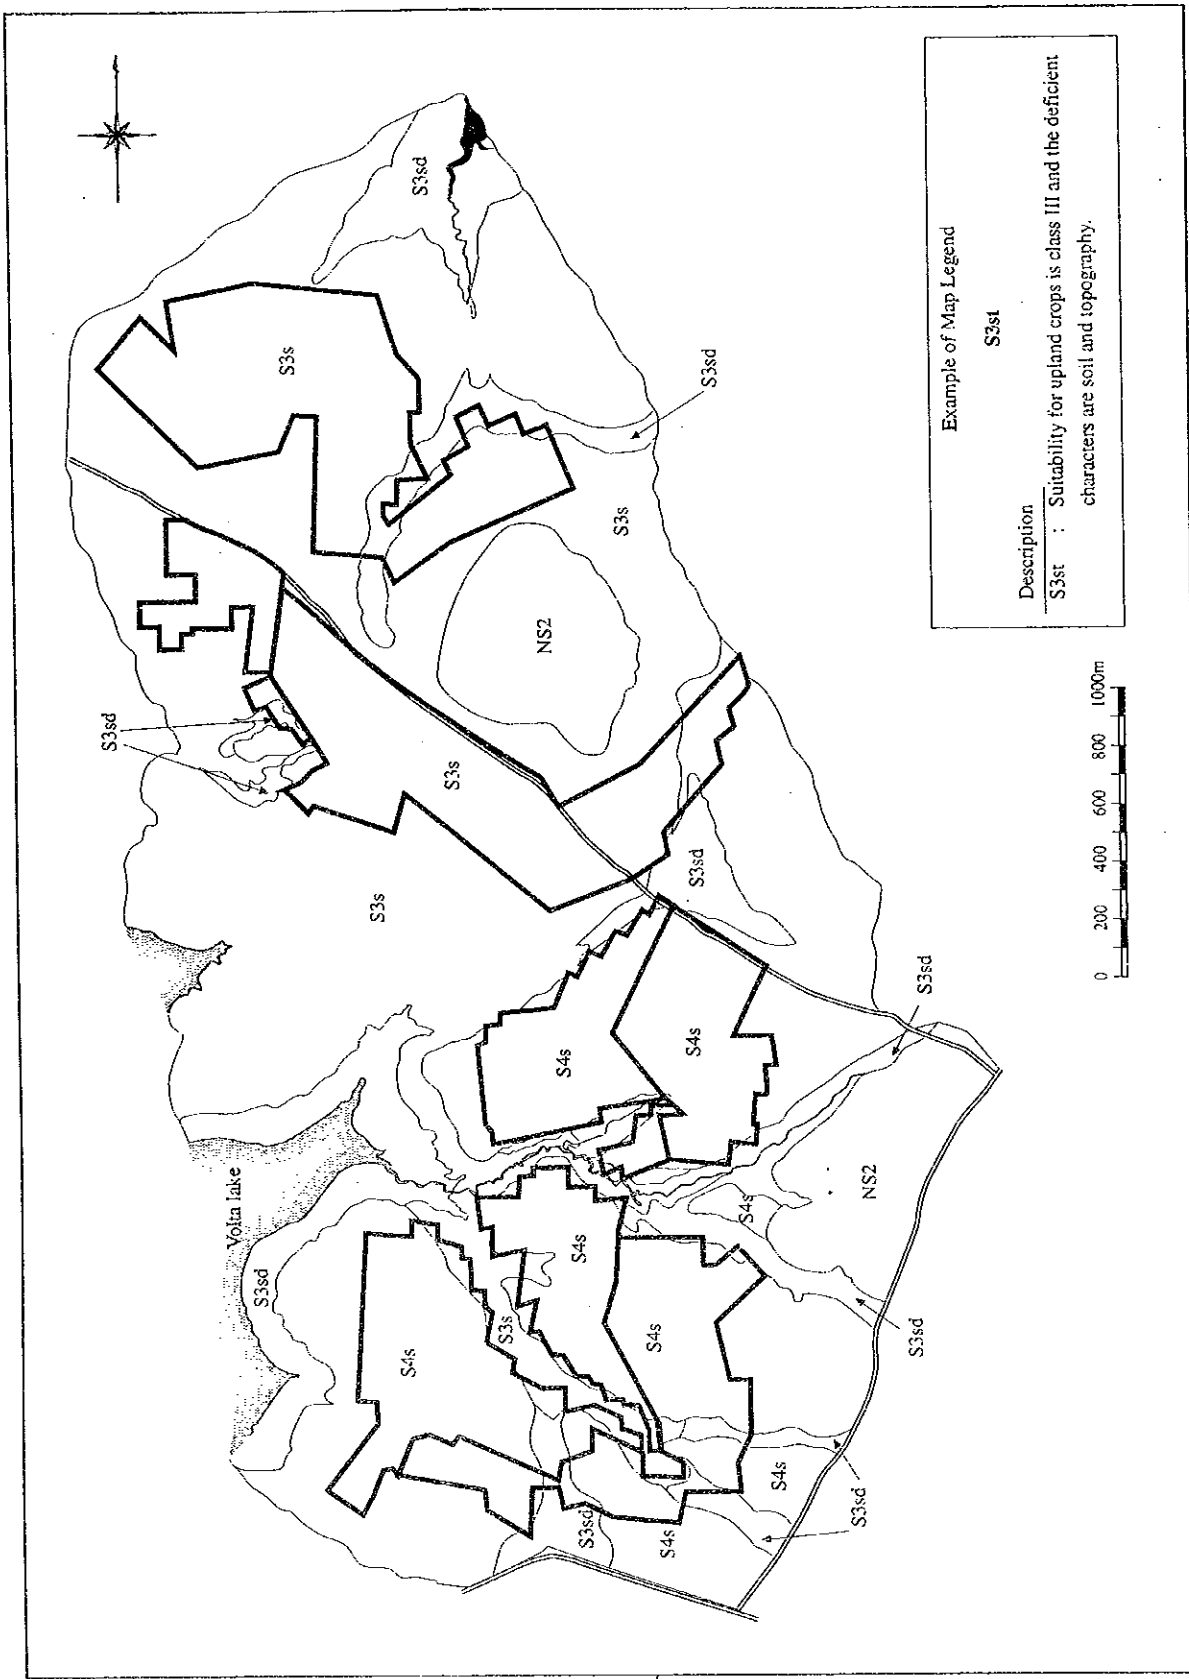 S3sd
Volta lake
S3sd
S3s
S3s
S4s
S3sd
S3s
S3s
NS2
S4s
S4s
S3sd
S3s
S4s
S4s
S4s
S3sd
S3sd
S4s
S4s
S3sd
NS2
S3sd
S3sd
Example of Map Legend
S3st
Description
S3st : Suitability for upland crops is class III and the deficient
characters are soil and topography.
0 200 400 600 800 1000m